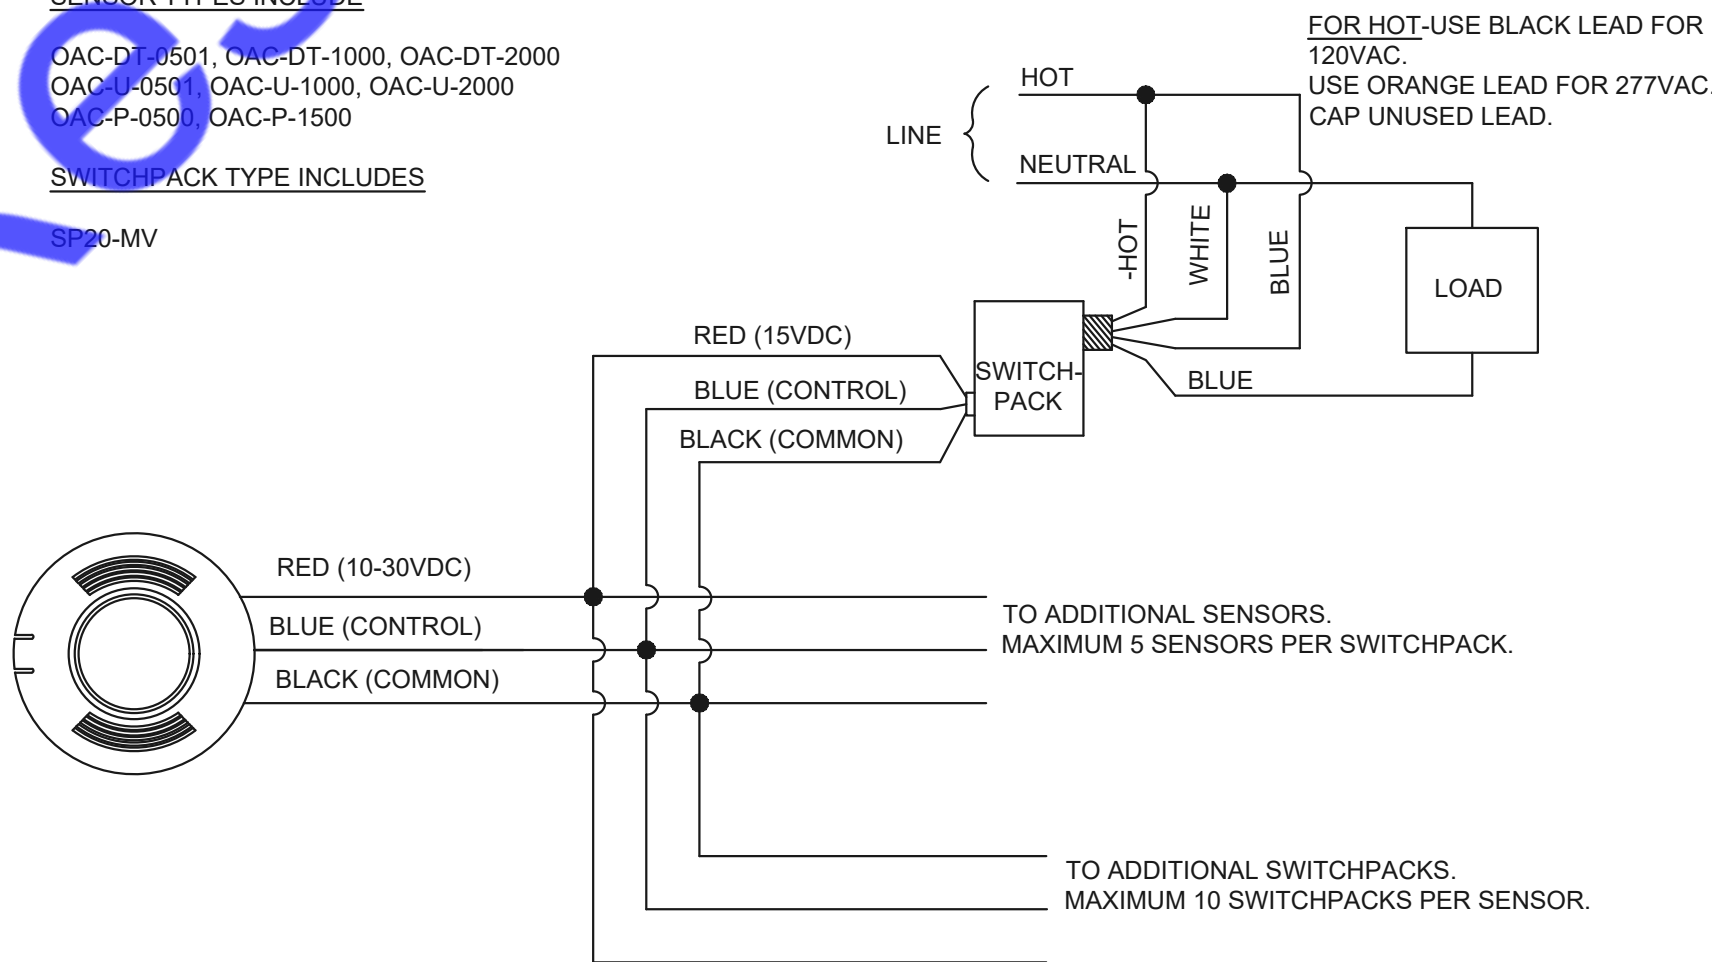 SENSOR TYPES INCLUDE
OAC-DT-0501, OAC-DT-1000, OAC-DT-2000
OAC-U-0501, OAC-U-1000, OAC-U-2000
OAC-P-0500, OAC-P-1500
SWITCHPACK TYPE INCLUDES
SP20-MV
FOR HOT-USE BLACK LEAD FOR
120VAC.
USE ORANGE LEAD FOR 277VAC.
CAP UNUSED LEAD.
HOT
LINE
NEUTRAL
-HOT
WHITE
BLUE
LOAD
RED (15VDC)
SWITCH-
PACK
BLUE
BLUE (CONTROL)
BLACK (COMMON)
RED (10-30VDC)
BLUE (CONTROL)
BLACK (COMMON)
TO ADDITIONAL SENSORS.
MAXIMUM 5 SENSORS PER SWITCHPACK.
TO ADDITIONAL SWITCHPACKS.
MAXIMUM 10 SWITCHPACKS PER SENSOR.